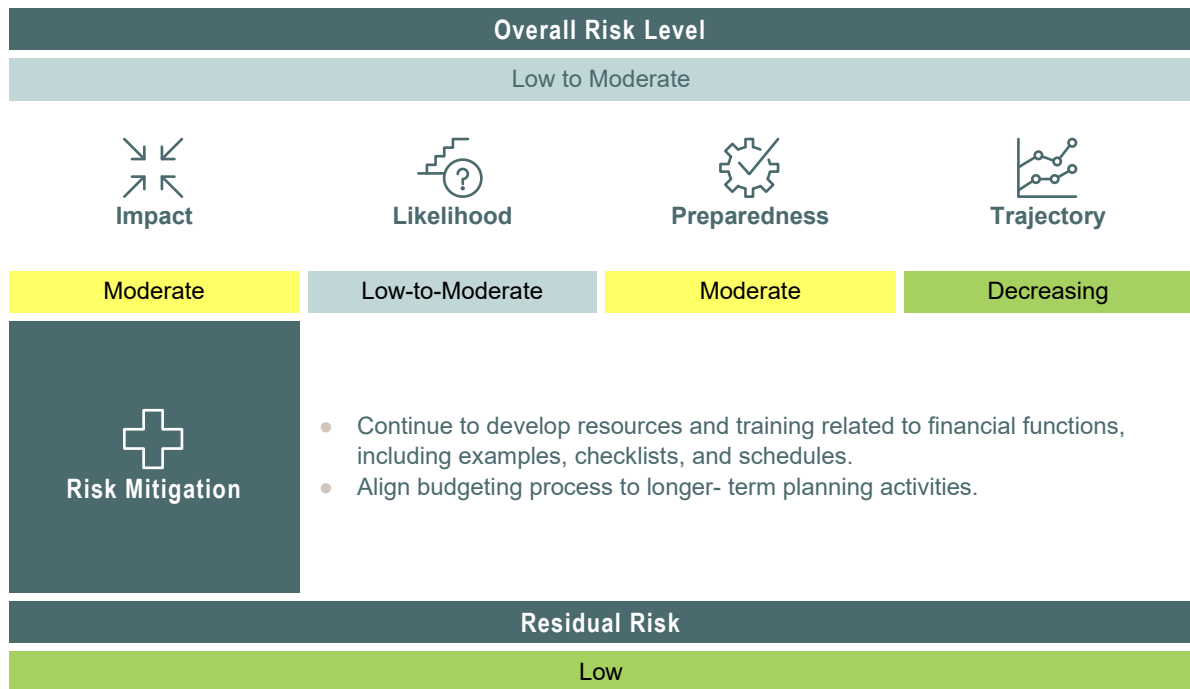 Overall Risk Level
Low to Moderate
Impact
Likelihood
Preparedness
Trajectory
Moderate
Low-to-Moderate
Moderate
Decreasing
Risk Mitigation
● Continue to develop resources and training related to financial functions,
including examples, checklists, and schedules.
● Align budgeting process to longer- term planning activities.
Residual Risk
Low